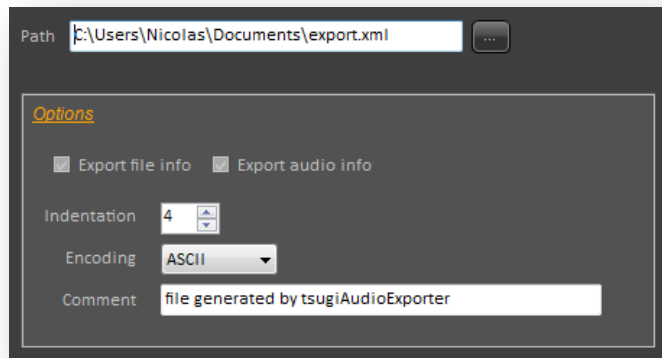 Path C:\Users\Nicolas\Documents\export.xml ...
Options
Export file info Export audio info
Indentation 4
Encoding ASCII
Comment file generated by tsugiAudioExporter